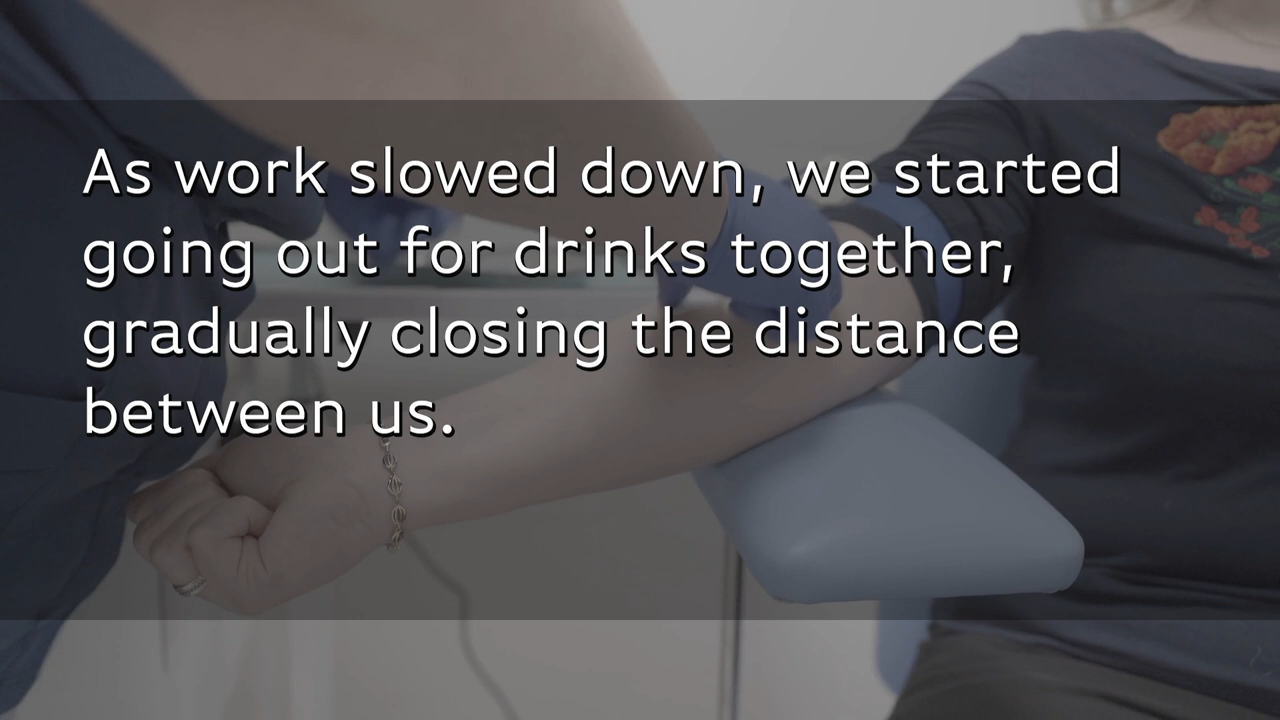 As work slowed down, we started
going out for drinks together,
gradually closing the distance
between us.